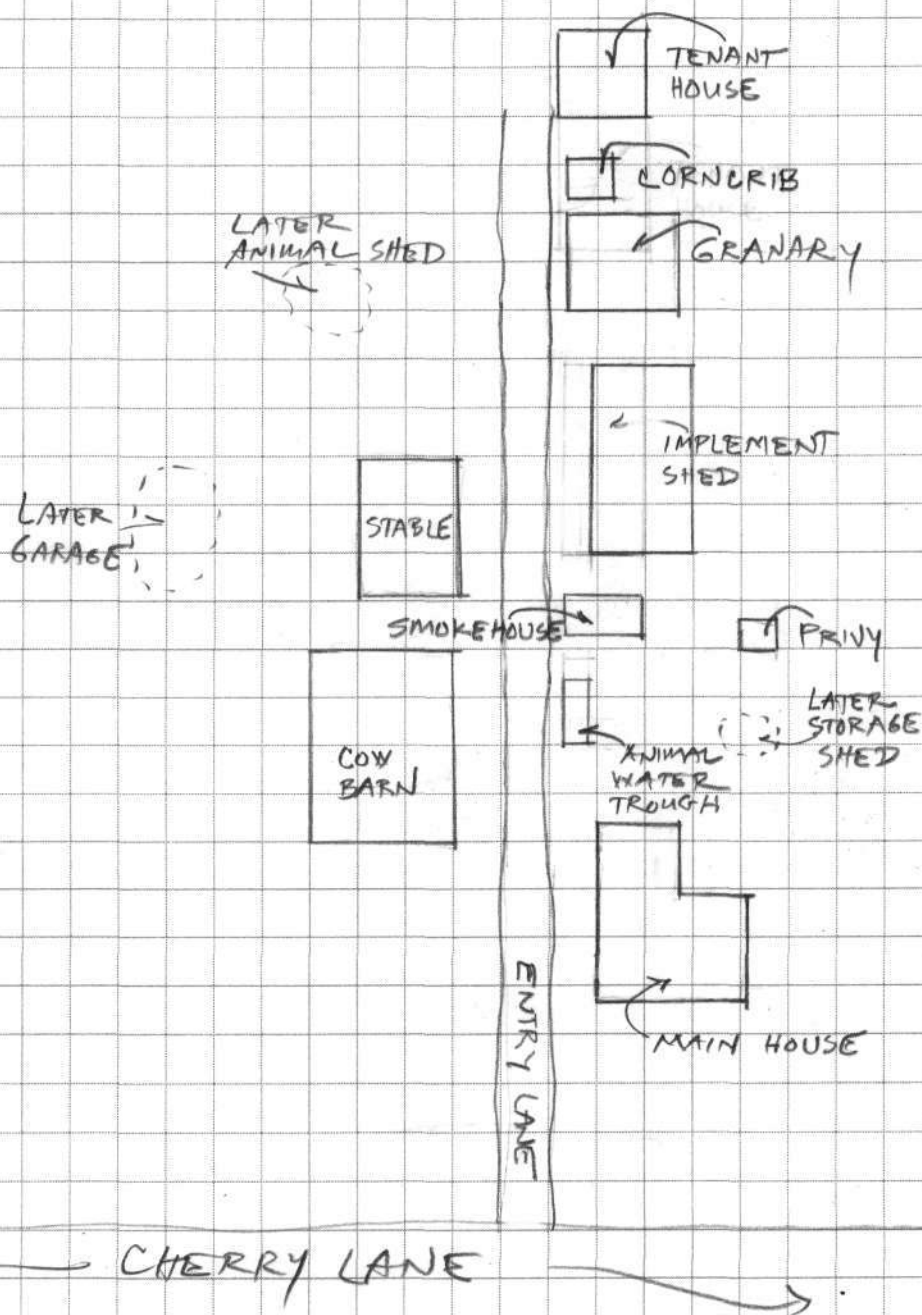 TENANT
HOUSE
CORNCRIB
LATER
ANIMAL SHED
GRANARY
IMPLEMENT
SHED
LATER
GARAGE
STABLE
SMOKEHOUSE
PRIVY
LATER
STORAGE
SHED
COW
BARN
ANIMAL
WATER
TROUGH
MAIN HOUSE
ENTRY LANE
CHERRY LANE